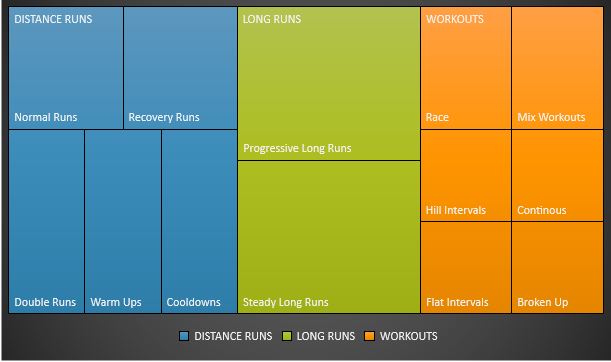 DISTANCE RUNS
LONG RUNS
WORKOUTS
Normal Runs
Recovery Runs
Race
Mix Workouts
Progressive Long Runs
Hill Intervals
Continous
Double Runs
Warm Ups
Cooldowns
Steady Long Runs
Flat Intervals
Broken Up
DISTANCE RUNS
LONG RUNS
WORKOUTS